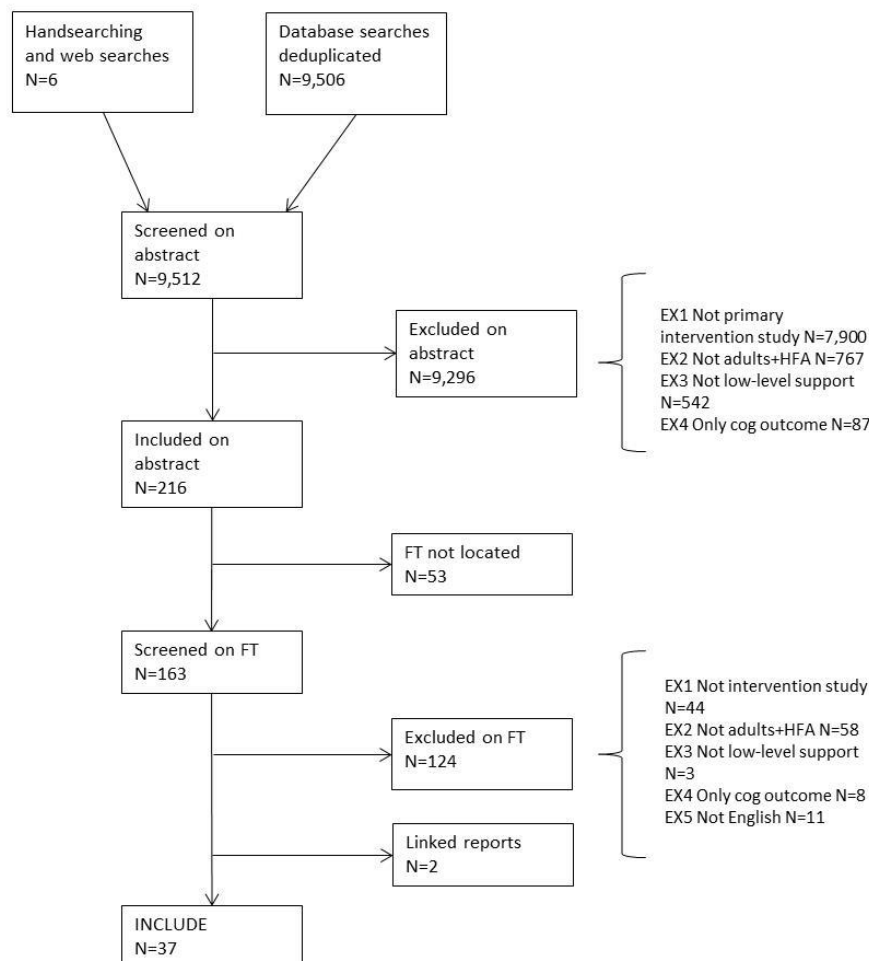 Handsearching
and web searches
N=6
Database searches
deduplicated
N=9,506
Screened on
abstract
N=9,512
Excluded on
abstract
N=9,296
EX1 Not primary
intervention study N=7,900
EX2 Not adults+HFA N=767
EX3 Not low-level support
N=542
EX4 Only cog outcome N=87
Included on
abstract
N=216
FT not located
N=53
Screened on FT
N=163
Excluded on FT
N=124
EX1 Not intervention study
N=44
EX2 Not adults+HFA N=58
EX3 Not low-level support
N=3
EX4 Only cog outcome N=8
EX5 Not English N=11
Linked reports
N=2
INCLUDE
N=37